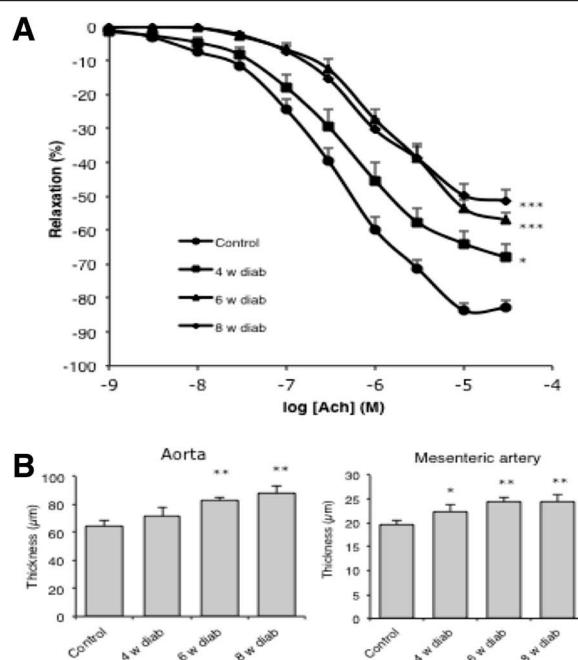 A
Relaxation (%)
0
-10
-20
-30
-40
-50
-60
-70
-80
-90
-100
-9
-8
-7
-6
-5
-4
log [Ach] (M)
Control
4 w diab
6 w diab
8 w diab
***
***
*
B
Aorta
Thickness (µm)
100
80
60
40
20
0
**
**
Control
4 w diab
6 w diab
8 w diab
Mesenteric artery
Thickness (µm)
30
25
20
15
10
5
0
*
**
**
Control
4 w diab
6 w diab
8 w diab